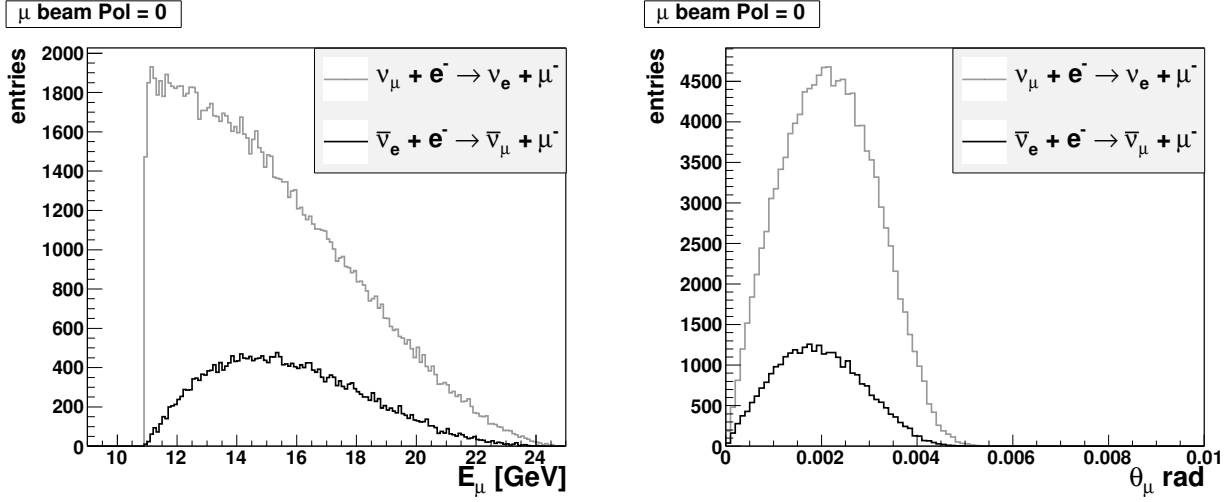 μ beam Pol = 0
entries
2000
1800
1600
1400
1200
1000
800
600
400
200
0
10 12 14 16 18 20 22 24
E_μ [GeV]
ν_μ + e⁻ → ν_e + μ⁻
ν̄_e + e⁻ → ν̄_μ + μ⁻
μ beam Pol = 0
entries
4500
4000
3500
3000
2500
2000
1500
1000
500
0
0 0.002 0.004 0.006 0.008 0.01
θ_μ rad
ν_μ + e⁻ → ν_e + μ⁻
ν̄_e + e⁻ → ν̄_μ + μ⁻